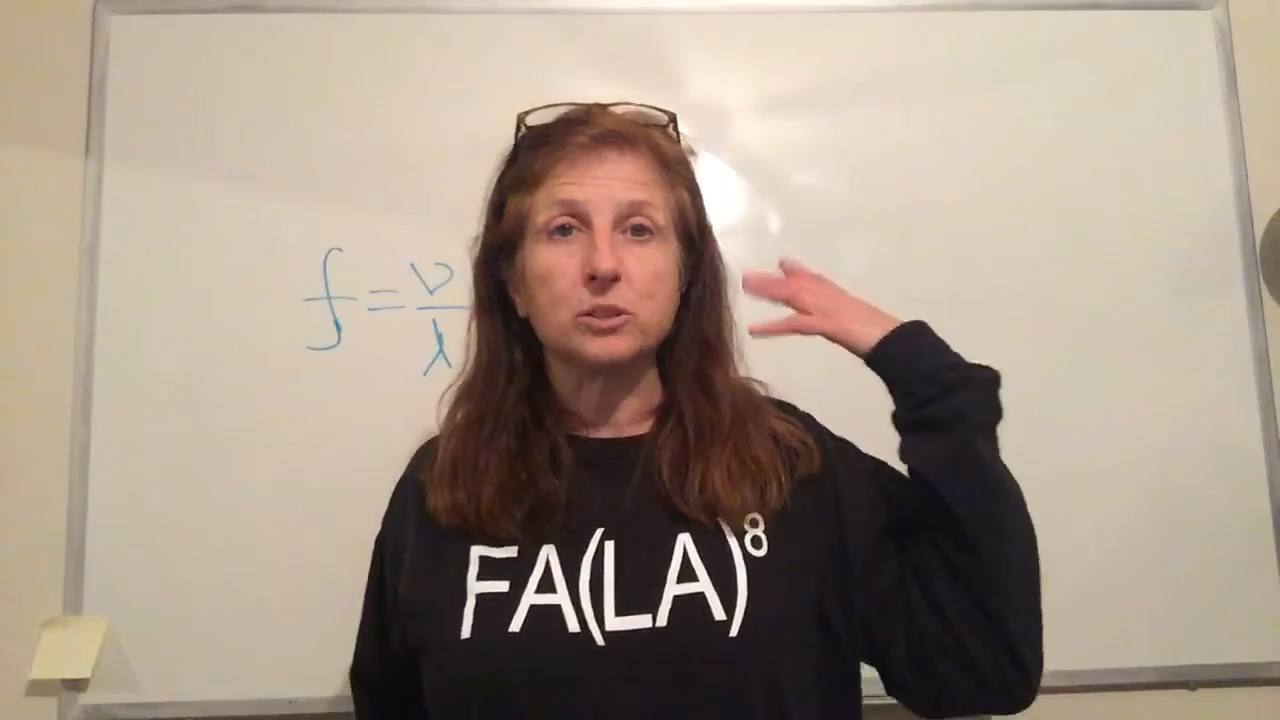 f = v/λ
FA(LA)⁸